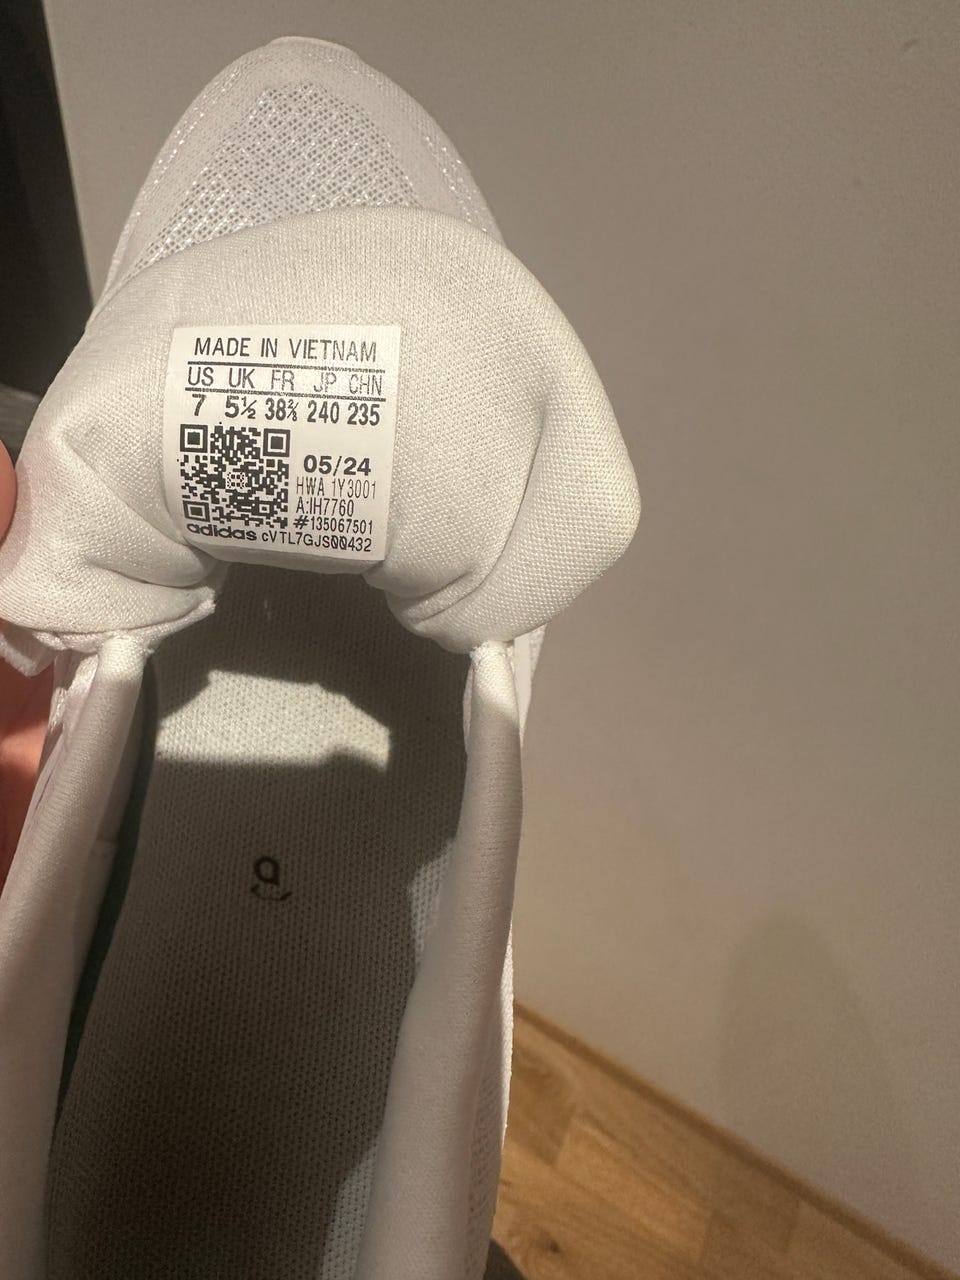 MADE IN VIETNAM
US UK FR JP CHN
7 5½ 38⅔ 240 235
05/24
HWA 1Y3001
A:IH7760
#135067501
adidas cVTL7GJS00432